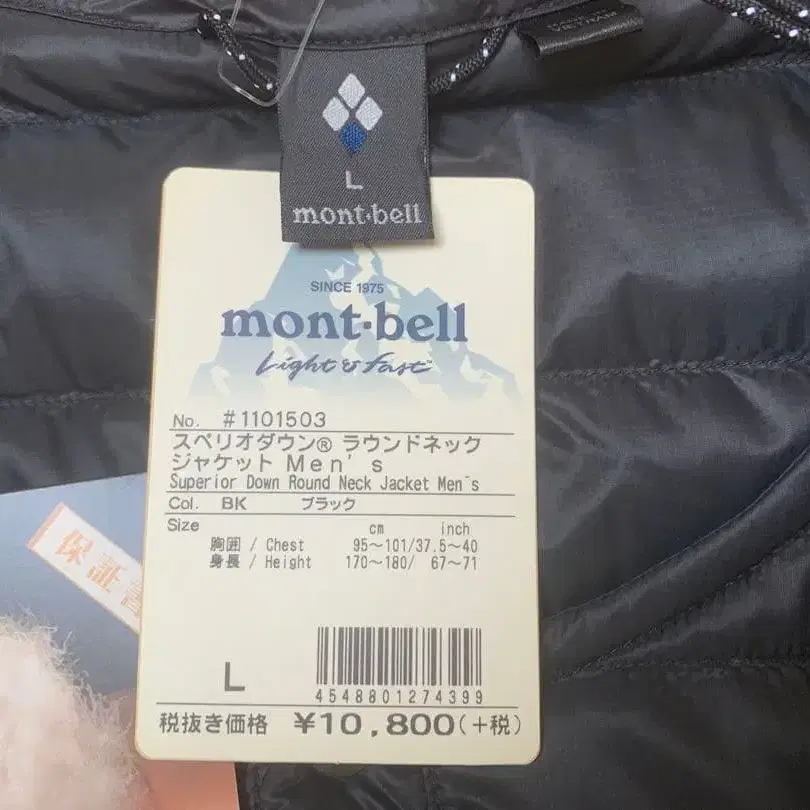 L
mont·bell
SINCE 1975
mont·bell
Light & Fast™
No. #1101503
スペリオダウン® ラウンドネック
ジャケット Men's
Superior Down Round Neck Jacket Men's
Col. BK ブラック
Size cm inch
胸囲 / Chest 95～101/37.5～40
身長 / Height 170～180/ 67～71
L
4548801274399
税抜き価格 ¥10,800(+税)
保証書